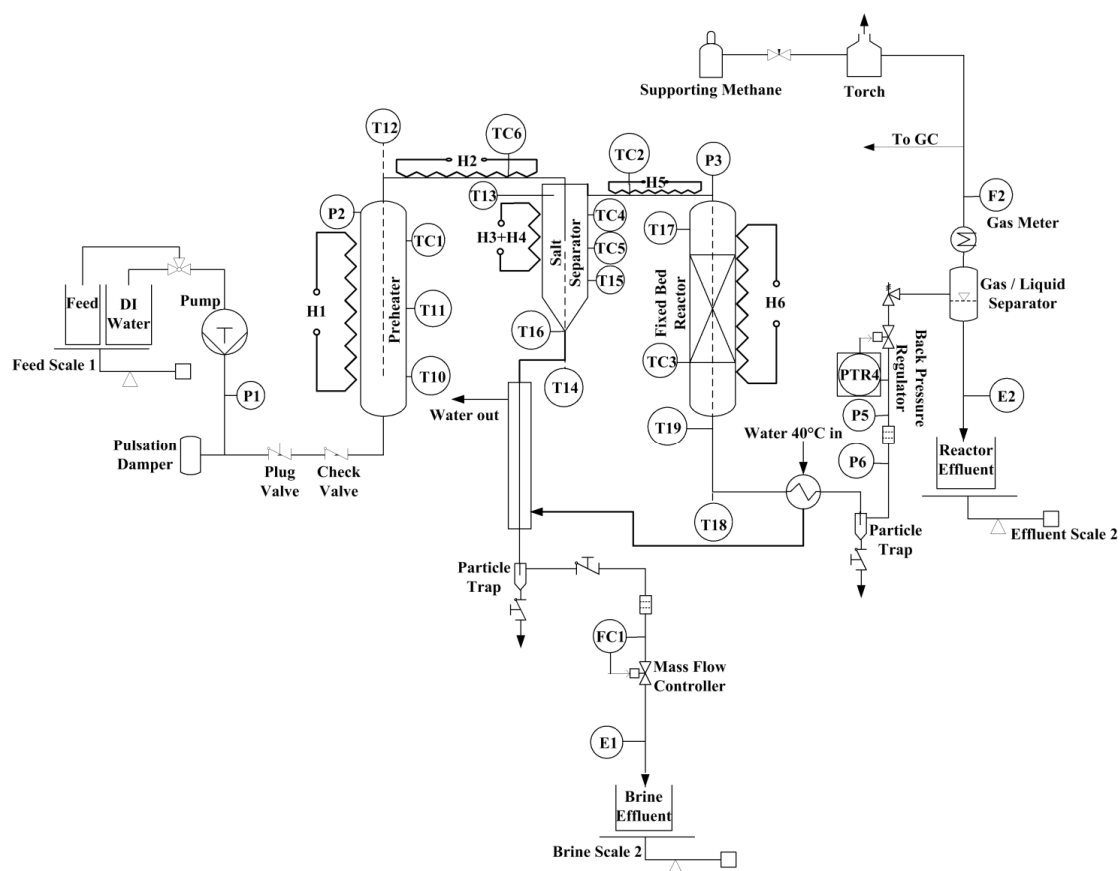 Supporting Methane
Torch
To GC
T12
TC6
H2
TC2
H5
P3
F2
Gas Meter
P2
T13
TC4
T17
TC1
H3+H4
TC5
Salt
Separator
T15
Gas / Liquid
Separator
Feed
DI
Water
Pump
H1
Preheater
T11
Fixed Bed
Reactor
H6
T16
Back Pressure
Regulator
PTR4
Feed Scale 1
T10
TC3
T14
P1
Water out
P5
E2
T19
Water 40°C in
Pulsation
Damper
P6
Reactor
Effluent
Plug
Valve
Check
Valve
T18
Particle
Trap
Effluent Scale 2
Particle
Trap
FC1
Mass Flow
Controller
E1
Brine
Effluent
Brine Scale 2